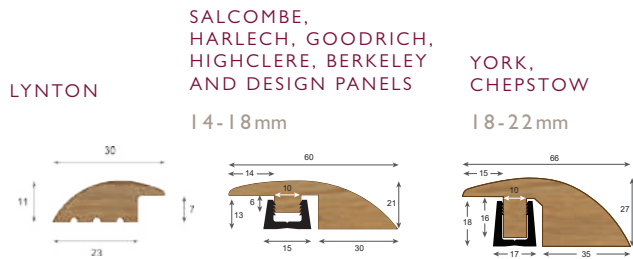 LYNTON
30
11
7
23
SALCOMBE,
HARLECH, GOODRICH,
HIGHCLERE, BERKELEY
AND DESIGN PANELS
14-18mm
60
14
10
6
13
21
15
30
YORK,
CHEPSTOW
18-22mm
66
15
10
16
18
27
17
35